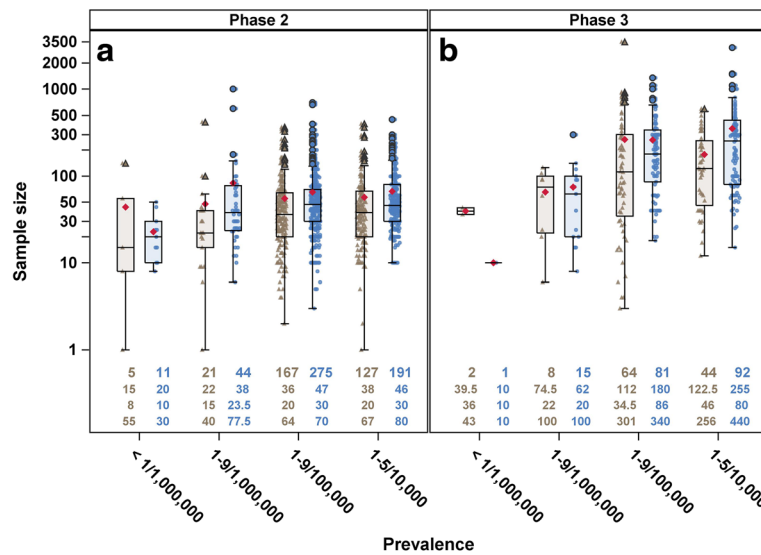 Phase 2 Phase 3
a b
3500
1000
500
300
100
50
30
10
1
Sample size
5 11 21 44 167 275 127 191 2 1 8 15 64 81 44 92
15 20 22 38 36 47 38 46 39.5 10 74.5 62 112 180 122.5 255
8 10 15 23.5 20 30 20 30 36 10 22 20 34.5 86 46 80
55 30 40 77.5 64 70 67 80 43 10 100 100 301 340 256 440
< 1/1,000,000 1-9/1,000,000 1-9/100,000 1-5/10,000 < 1/1,000,000 1-9/1,000,000 1-9/100,000 1-5/10,000
Prevalence